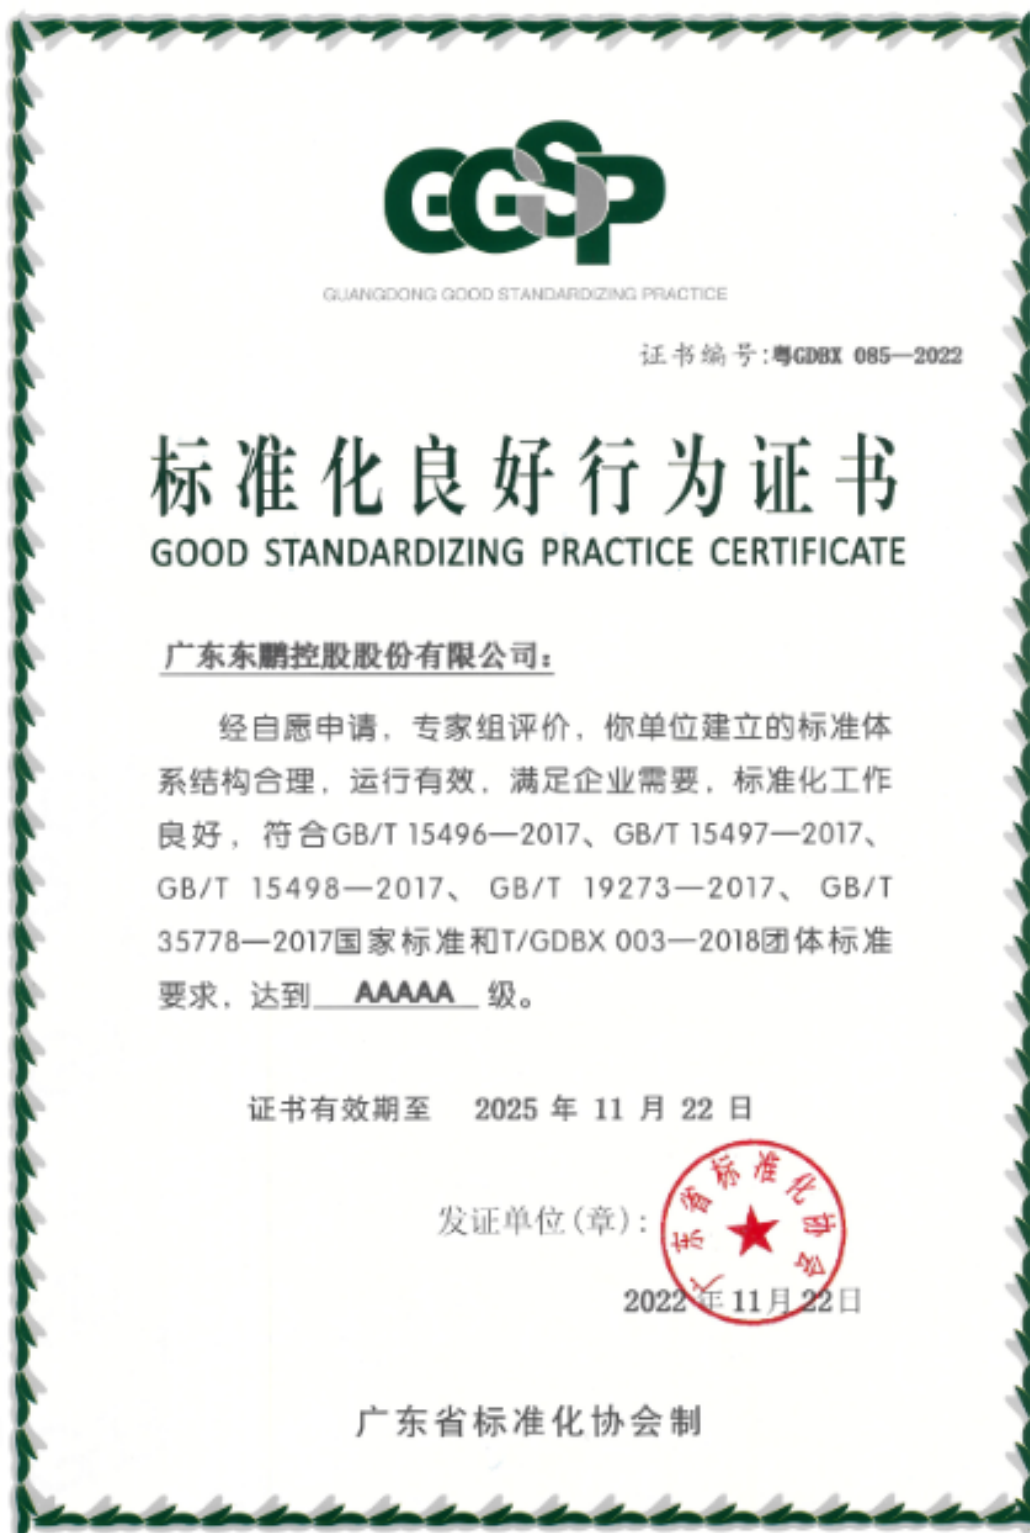 GGSP
GUANGDONG GOOD STANDARDIZING PRACTICE
证书编号:粤GDBX 085—2022
标准化良好行为证书
GOOD STANDARDIZING PRACTICE CERTIFICATE
广东东鹏控股股份有限公司：
经自愿申请，专家组评价，你单位建立的标准体
系结构合理，运行有效，满足企业需要，标准化工作
良好，符合GB/T 15496—2017、GB/T 15497—2017、
GB/T 15498—2017、GB/T 19273—2017、GB/T
35778—2017国家标准和T/GDBX 003—2018团体标准
要求，达到 AAAAA 级。
证书有效期至 2025 年 11 月 22 日
发证单位(章):
广东省标准化协会
2022 年 11月 22日
广东省标准化协会制